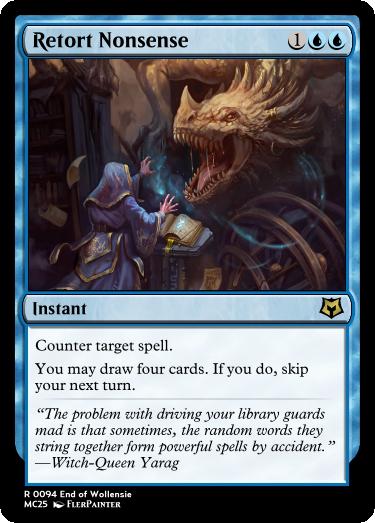 Retort Nonsense 1
Instant
Counter target spell.
You may draw four cards. If you do, skip
your next turn.
“The problem with driving your library guards
mad is that sometimes, the random words they
string together form powerful spells by accident.”
—Witch-Queen Yarag
R 0094 End of Wollensie
MC25 FlerPainter